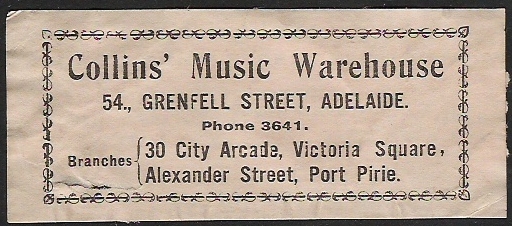 Collins' Music Warehouse
54., GRENFELL STREET, ADELAIDE.
Phone 3641.
Branches
30 City Arcade, Victoria Square,
Alexander Street, Port Pirie.